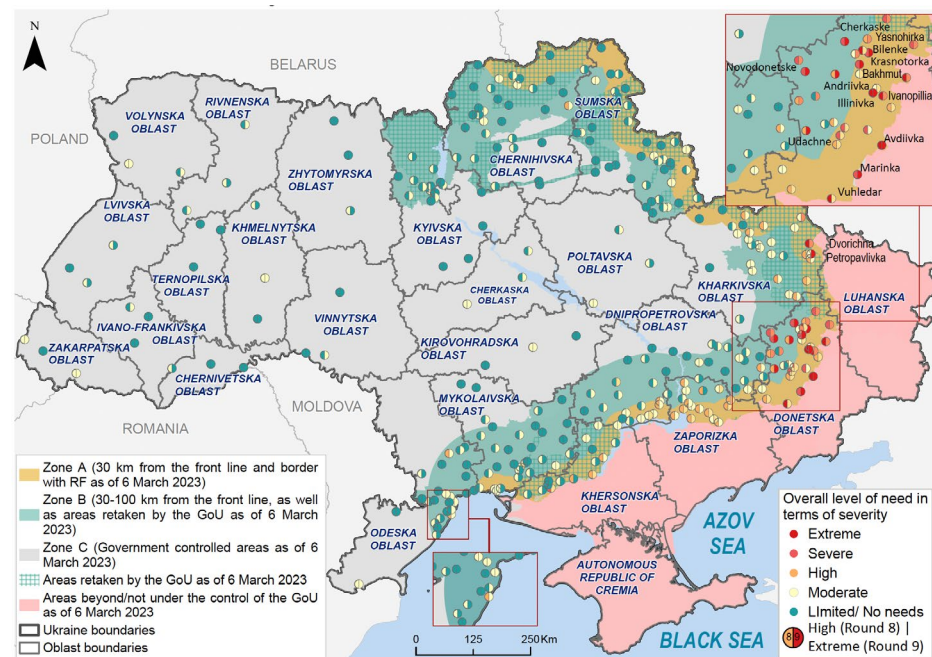 N
BELARUS
POLAND
VOLYNSKA
OBLAST
RIVNENSKA
OBLAST
ZHYTOMYRSKA
OBLAST
CHERNIHIVSKA
OBLAST
SUMSKA
OBLAST
LVIVSKA
OBLAST
KHMELNYTSKA
OBLAST
KYIVSKA
OBLAST
POLTAVSKA
OBLAST
KHARKIVSKA
OBLAST
TERNOPILSKA
OBLAST
CHERKASKA
OBLAST
LUHANSKA
OBLAST
VINNYTSKA
OBLAST
DNIPROPETROVSKA
OBLAST
IVANO-FRANKIVSKA
OBLAST
ZAKARPATSKA
OBLAST
KIROVOHRADSKA
OBLAST
CHERNIVETSKA
OBLAST
MYKOLAIVSKA
OBLAST
MOLDOVA
ROMANIA
DONETSKA
OBLAST
ZAPORIZKA
OBLAST
KHERSONSKA
OBLAST
ODESKA
OBLAST
AUTONOMOUS
REPUBLIC OF
CREMIA
AZOV
SEA
BLACK SEA
Dvorichna
Petropavlivka
Cherkaske
Yasnohirka
Bilenke
Novodonetske
Krasnotorka
Bakhmut
Andriivka
Ivanopillia
Illinivka
Udachne
Avdiivka
Marinka
Vuhledar
Zone A (30 km from the front line and border
with RF as of 6 March 2023)
Zone B (30-100 km from the front line, as well
as areas retaken by the GoU as of 6 March
2023)
Zone C (Government controlled areas as of 6
March 2023)
Areas retaken by the GoU as of 6 March 2023
Areas beyond/not under the control of the GoU
as of 6 March 2023
Ukraine boundaries
Oblast boundaries
0 125 250 Km
Overall level of need in
terms of severity
Extreme
Severe
High
Moderate
LImited/ No needs
8 9
High (Round 8) |
Extreme (Round 9)